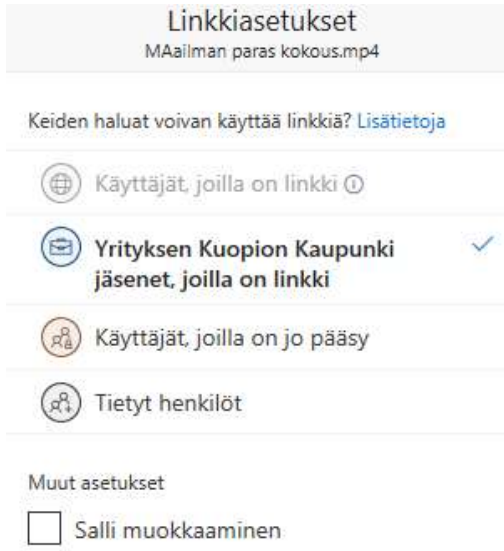 Linkkiasetukset
MAailman paras kokous.mp4
Keiden haluat voivan käyttää linkkiä? Lisätietoja
Käyttäjät, joilla on linkki
Yrityksen Kuopion Kaupunki
jäsenet, joilla on linkki
Käyttäjät, joilla on jo pääsy
Tietyt henkilöt
Muut asetukset
Salli muokkaaminen